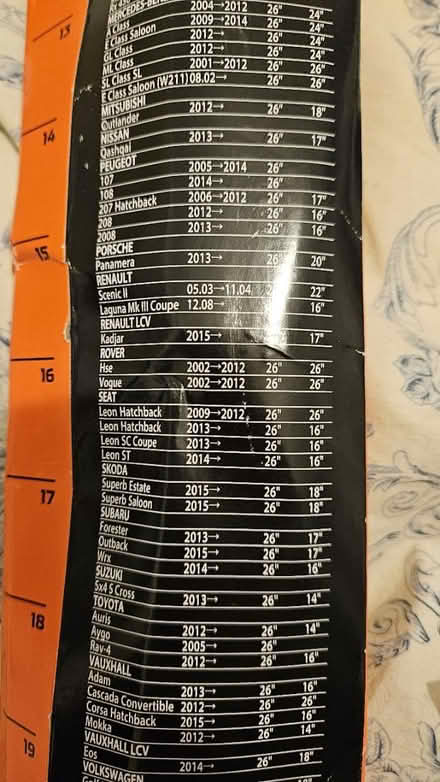 13
14
15
16
17
18
19
MERCEDES-BENZ
A Class 2004→2012 26" 24"
E Class Saloon 2009→2014 26" 24"
GL Class 2012→ 26" 24"
ML Class 2012→ 26" 24"
SL Class SL 2001→2012 26" 26"
E Class Saloon (W211) 08.02→ 26" 26"
MITSUBISHI
Outlander 2012→ 26" 18"
NISSAN
Qashqai 2013→ 26" 17"
PEUGEOT
107 2005→2014 26"
108 2014→ 26"
207 Hatchback 2006→2012 26" 17"
208 2012→ 26" 16"
2008 2013→ 26" 16"
PORSCHE
Panamera 2013→ 26" 20"
RENAULT
Scenic II 05.03→11.04 22"
Laguna Mk III Coupe 12.08→ 16"
RENAULT LCV
Kadjar 2015→ 17"
ROVER
Hse 2002→2012 26" 26"
Vogue 2002→2012 26" 26"
SEAT
Leon Hatchback 2009→2012 26" 26"
Leon Hatchback 2013→ 26" 16"
Leon SC Coupe 2013→ 26" 16"
Leon ST 2014→ 26" 16"
SKODA
Superb Estate 2015→ 26" 18"
Superb Saloon 2015→ 26" 18"
SUBARU
Forester 2013→ 26" 17"
Outback 2015→ 26" 17"
Wrx 2014→ 26" 16"
SUZUKI
Sx4 S Cross 2013→ 26" 14"
TOYOTA
Auris 2012→ 26" 14"
Aygo 2005→ 26"
Rav-4 2012→ 26" 16"
VAUXHALL
Adam 2013→ 26" 16"
Cascada Convertible 2012→ 26" 26"
Corsa Hatchback 2015→ 26" 16"
Mokka 2012→ 26" 14"
VAUXHALL LCV
Eos 2014→ 26" 18"
VOLKSWAGEN